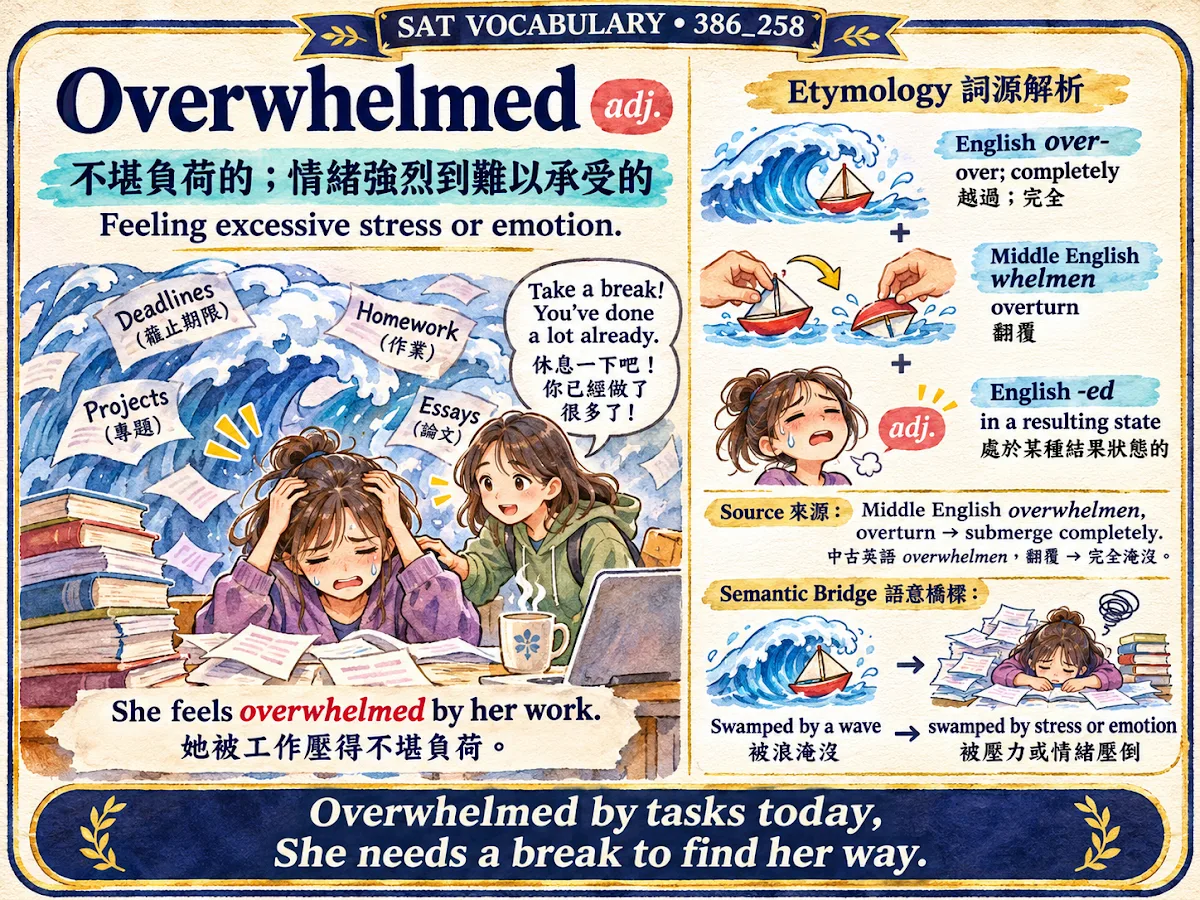 SAT VOCABULARY • 386_258
Overwhelmed adj.
不堪負荷的；情緒強烈到難以承受的
Feeling excessive stress or emotion.
Deadlines
止期限)
Homework
(作業)
Projects
(專題)
Essays
(論文)
Take a break!
You've done
a lot already.
休息一下吧！
你已經做了
很多了！
She feels overwhelmed by her work.
她被工作壓得不堪負荷。
Etymology 詞源解析
English over-
over; completely
越過；完全
+
Middle English
whelmen
overturn
翻覆
+
adj.
English -ed
in a resulting state
處於某種結果狀態的
Source 來源： Middle English overwhelmen,
overturn → submerge completely.
中古英語 overwhelmen，翻覆 → 完全淹沒。
Semantic Bridge 語意橋樑：
→
Swamped by a wave → swamped by stress or emotion
被浪淹沒 被壓力或情緒壓倒
Overwhelmed by tasks today,
She needs a break to find her way.